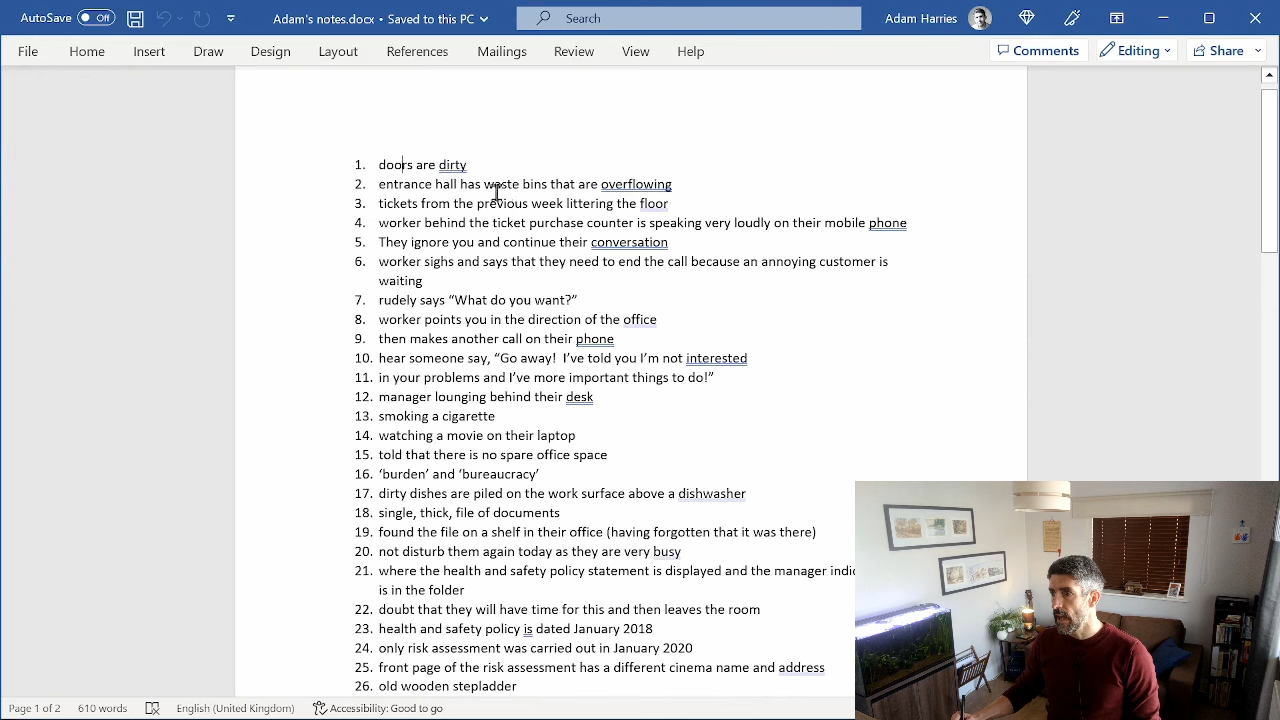 AutoSave Off Adam's notes.docx • Saved to this PC Search Adam Harries
File Home Insert Draw Design Layout References Mailings Review View Help Comments Editing Share
1. doors are dirty
2. entrance hall has waste bins that are overflowing
3. tickets from the previous week littering the floor
4. worker behind the ticket purchase counter is speaking very loudly on their mobile phone
5. They ignore you and continue their conversation
6. worker sighs and says that they need to end the call because an annoying customer is
waiting
7. rudely says “What do you want?”
8. worker points you in the direction of the office
9. then makes another call on their phone
10. hear someone say, “Go away!  I’ve told you I’m not interested
11. in your problems and I’ve more important things to do!”
12. manager lounging behind their desk
13. smoking a cigarette
14. watching a movie on their laptop
15. told that there is no spare office space
16. ‘burden’ and ‘bureaucracy’
17. dirty dishes are piled on the work surface above a dishwasher
18. single, thick, file of documents
19. found the file on a shelf in their office (having forgotten that it was there)
20. not disturb them again today as they are very busy
21. where the health and safety policy statement is displayed and the manager indic
is in the folder
22. doubt that they will have time for this and then leaves the room
23. health and safety policy is dated January 2018
24. only risk assessment was carried out in January 2020
25. front page of the risk assessment has a different cinema name and address
26. old wooden stepladder
Page 1 of 2 610 words English (United Kingdom) Accessibility: Good to go